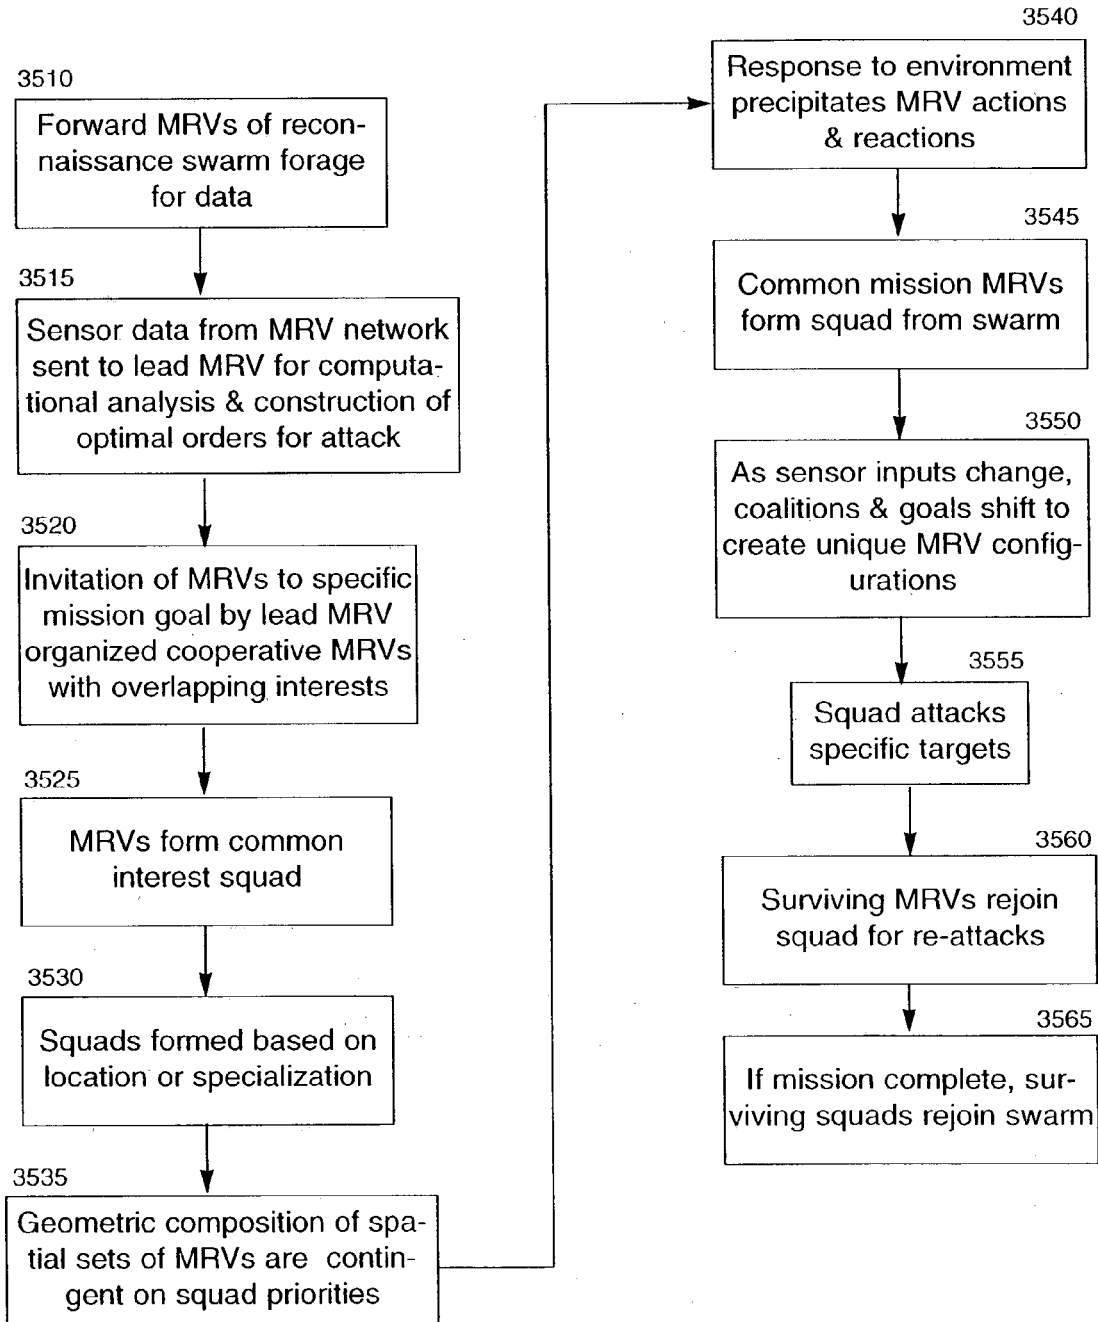 3510
Forward MRVs of recon-
naissance swarm forage
for data
3515
Sensor data from MRV network
sent to lead MRV for computa-
tional analysis & construction of
optimal orders for attack
3520
Invitation of MRVs to specific
mission goal by lead MRV
organized cooperative MRVs
with overlapping interests
3525
MRVs form common
interest squad
3530
Squads formed based on
location or specialization
3535
Geometric composition of spa-
tial sets of MRVs are contin-
gent on squad priorities
3540
Response to environment
precipitates MRV actions
& reactions
3545
Common mission MRVs
form squad from swarm
3550
As sensor inputs change,
coalitions & goals shift to
create unique MRV config-
urations
3555
Squad attacks
specific targets
3560
Surviving MRVs rejoin
squad for re-attacks
3565
If mission complete, sur-
viving squads rejoin swarm